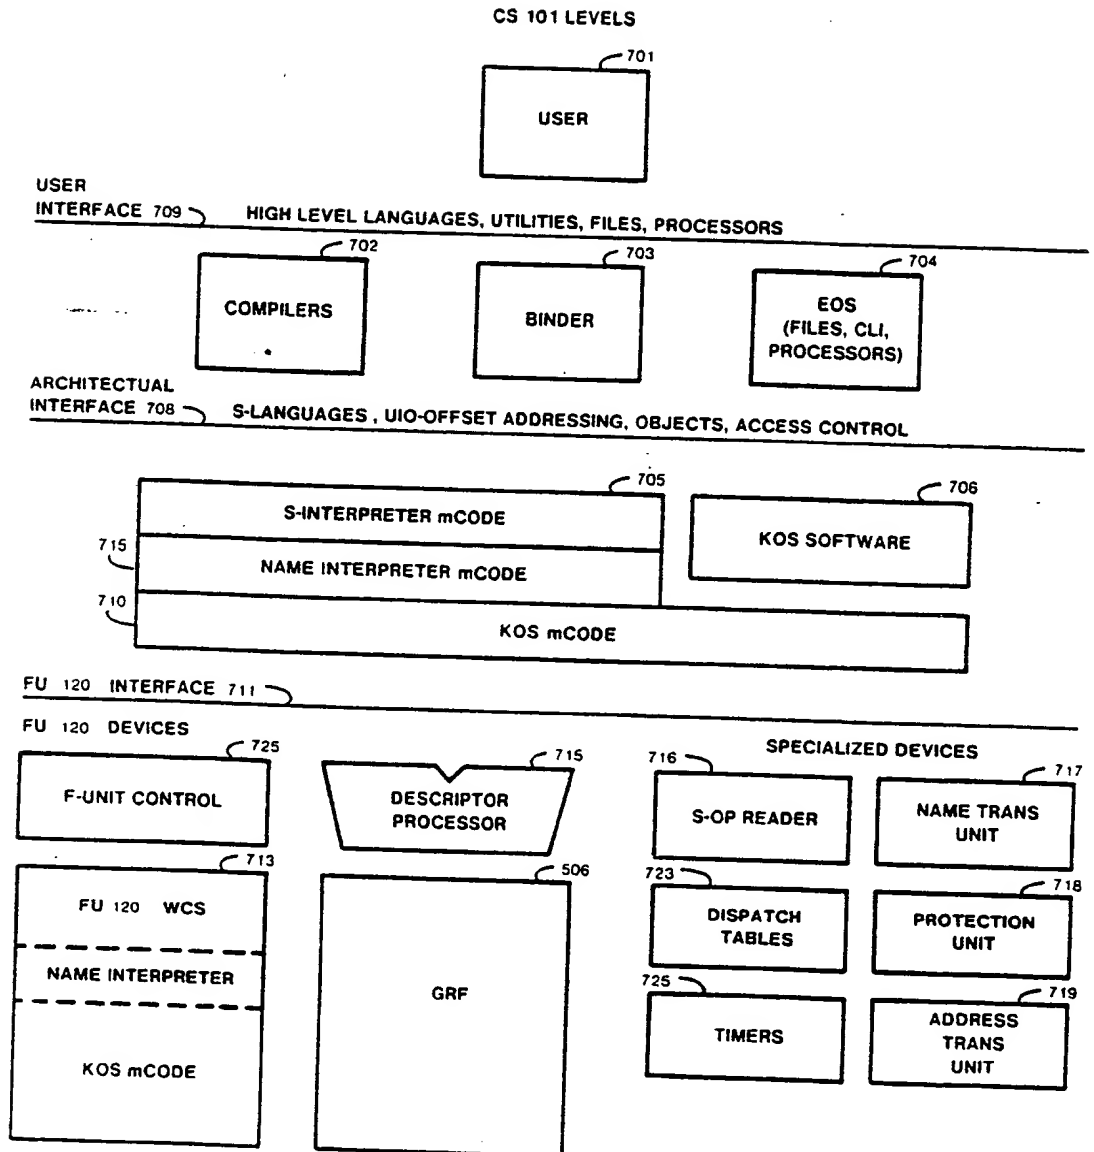 CS 101 LEVELS
701
USER
USER
INTERFACE 709
HIGH LEVEL LANGUAGES, UTILITIES, FILES, PROCESSORS
702
703
704
COMPILERS
BINDER
EOS
(FILES, CLI,
PROCESSORS)
ARCHITECTUAL
INTERFACE 708
S-LANGUAGES , UIO-OFFSET ADDRESSING, OBJECTS, ACCESS CONTROL
705
706
S-INTERPRETER mCODE
KOS SOFTWARE
715
NAME INTERPRETER mCODE
710
KOS mCODE
FU 120 INTERFACE 711
FU 120 DEVICES
SPECIALIZED DEVICES
725
715
716
717
F-UNIT CONTROL
DESCRIPTOR
PROCESSOR
S-OP READER
NAME TRANS
UNIT
713
506
723
718
FU 120 WCS
DISPATCH
TABLES
PROTECTION
UNIT
NAME INTERPRETER
GRF
725
719
KOS mCODE
TIMERS
ADDRESS
TRANS
UNIT